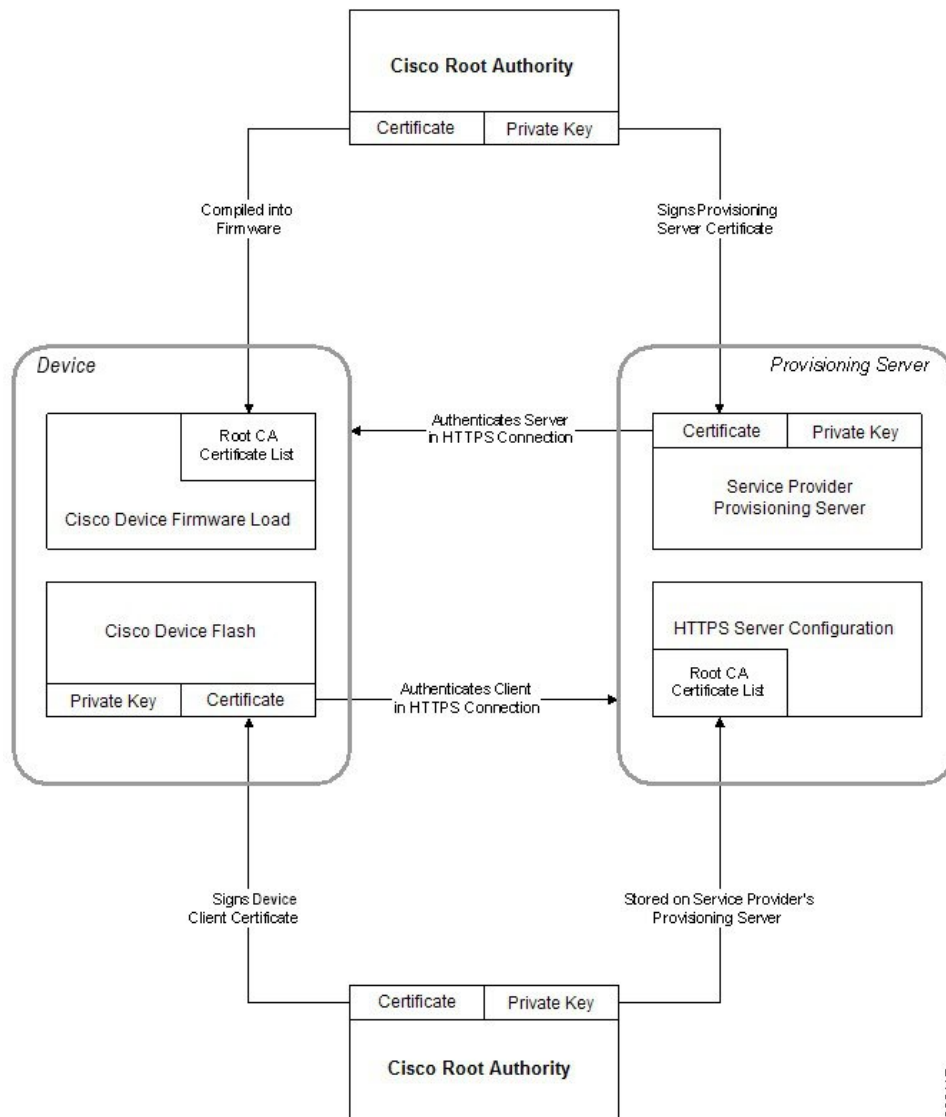 Cisco Root Authority
Certificate
Private Key
Compiled into
Firmware
Signs Provisioning
Server Certificate
Device
Provisioning Server
Root CA
Certificate List
Cisco Device Firmware Load
Authenticates Server
in HTTPS Connection
Certificate
Private Key
Service Provider
Provisioning Server
Cisco Device Flash
Private Key
Certificate
Authenticates Client
in HTTPS Connection
HTTPS Server Configuration
Root CA
Certificate List
Signs Device
Client Certificate
Stored on Service Provider's
Provisioning Server
Certificate
Private Key
Cisco Root Authority